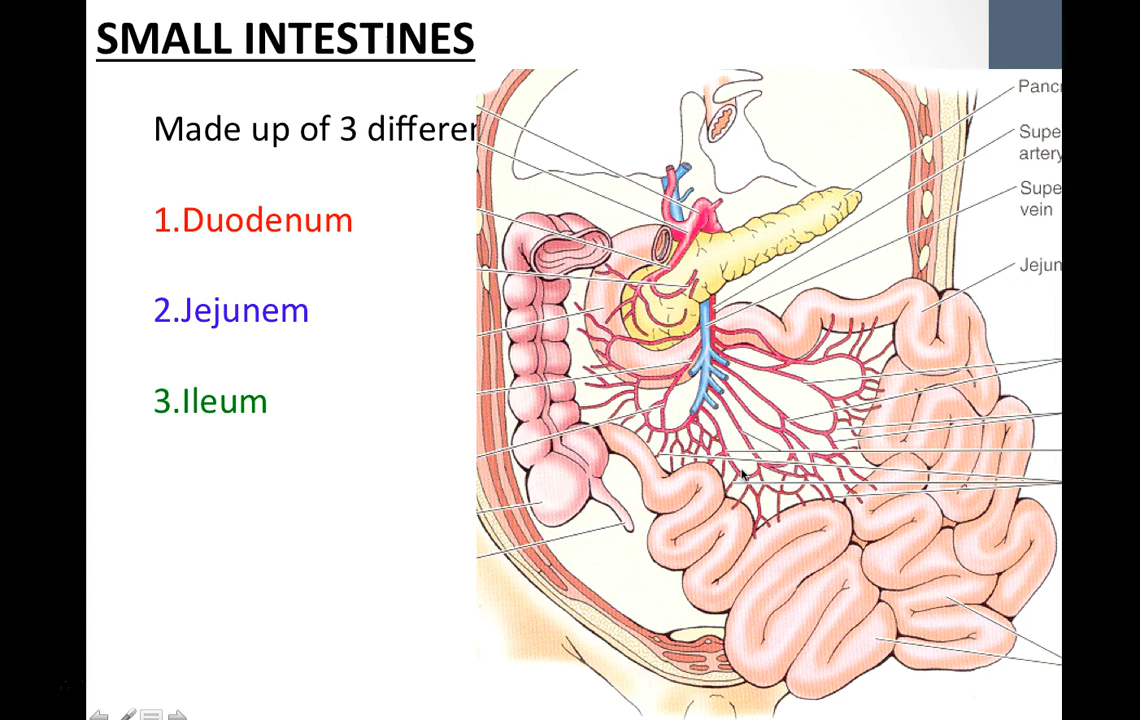 SMALL INTESTINES
Made up of 3 differen
1.Duodenum
2.Jejunem
3.Ileum
Panc
Supe
artery
Supe
vein
Jejun